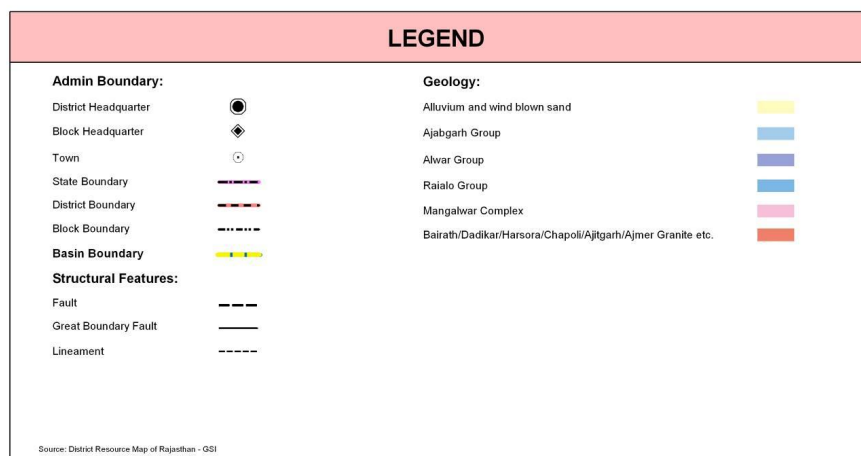 LEGEND
Admin Boundary:
District Headquarter
Block Headquarter
Town
State Boundary
District Boundary
Block Boundary
Basin Boundary
Structural Features:
Fault
Great Boundary Fault
Lineament
Geology:
Alluvium and wind blown sand
Ajabgarh Group
Alwar Group
Raialo Group
Mangalwar Complex
Bairath/Dadikar/Harsora/Chapoli/Ajitgarh/Ajmer Granite etc.
Source: District Resource Map of Rajasthan - GSI